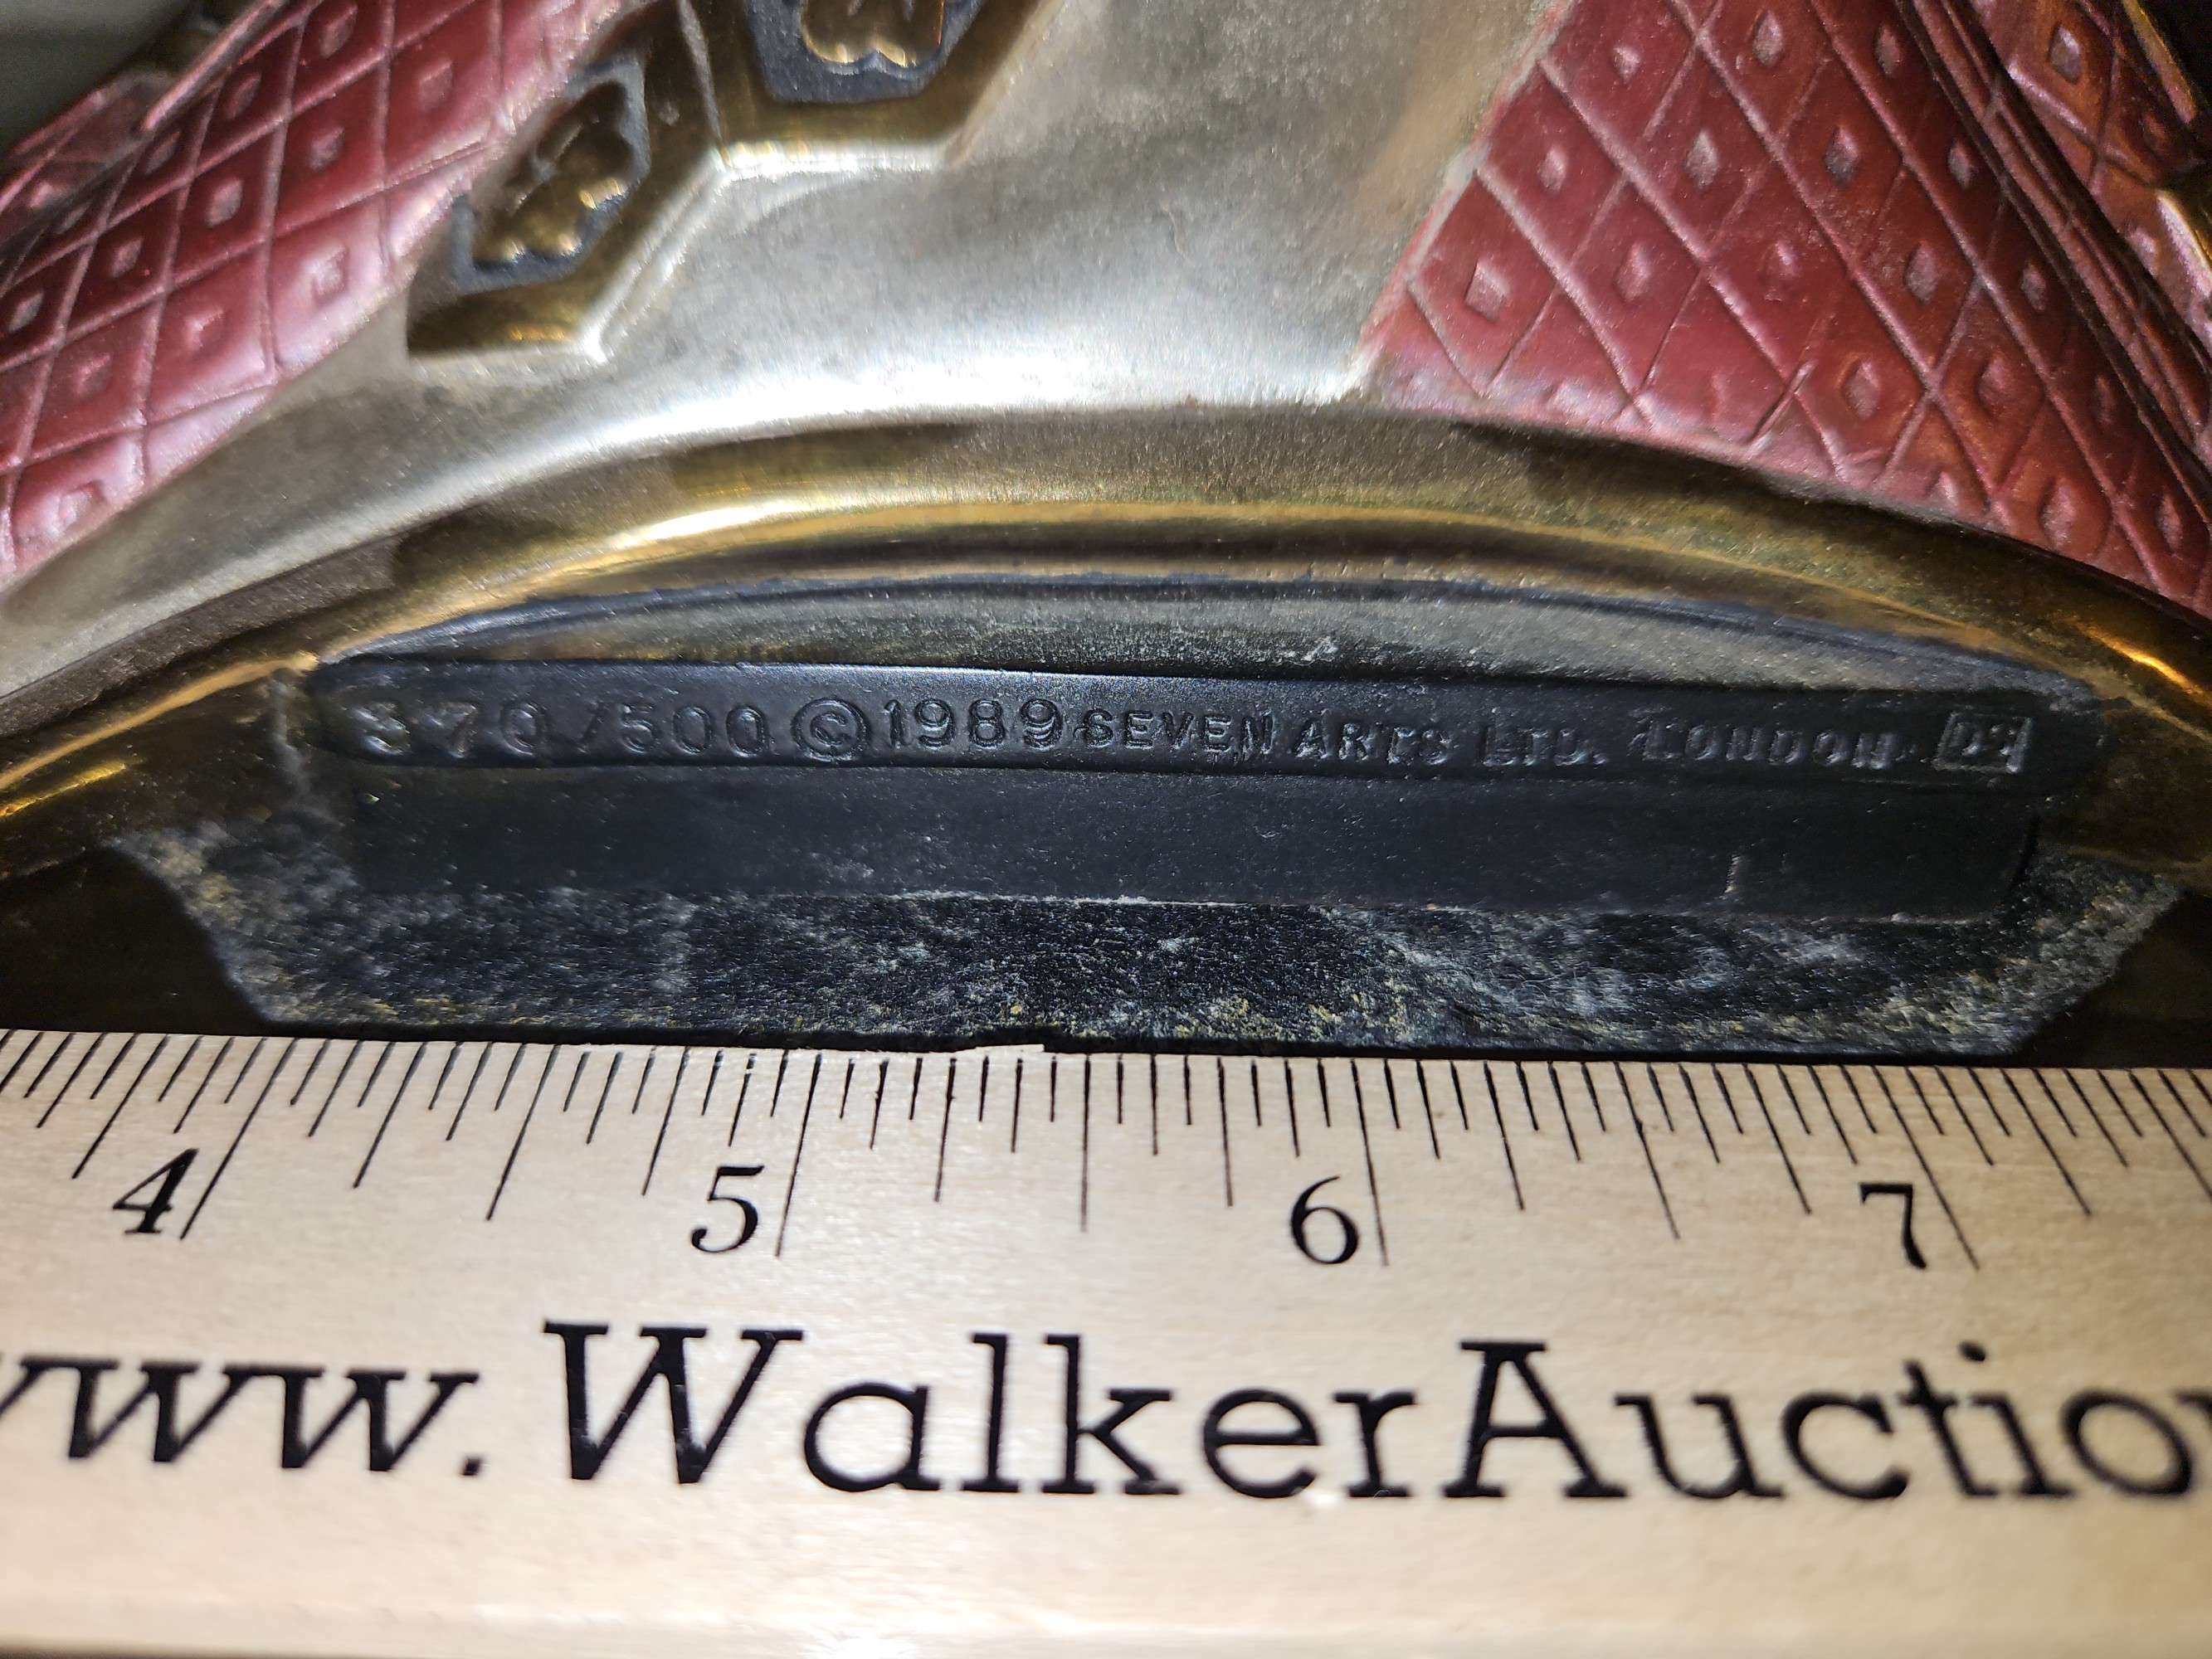 370/500 © 1989 SEVEN ARTS LTD. LONDON
4 5 6 7
www.WalkerAuctio